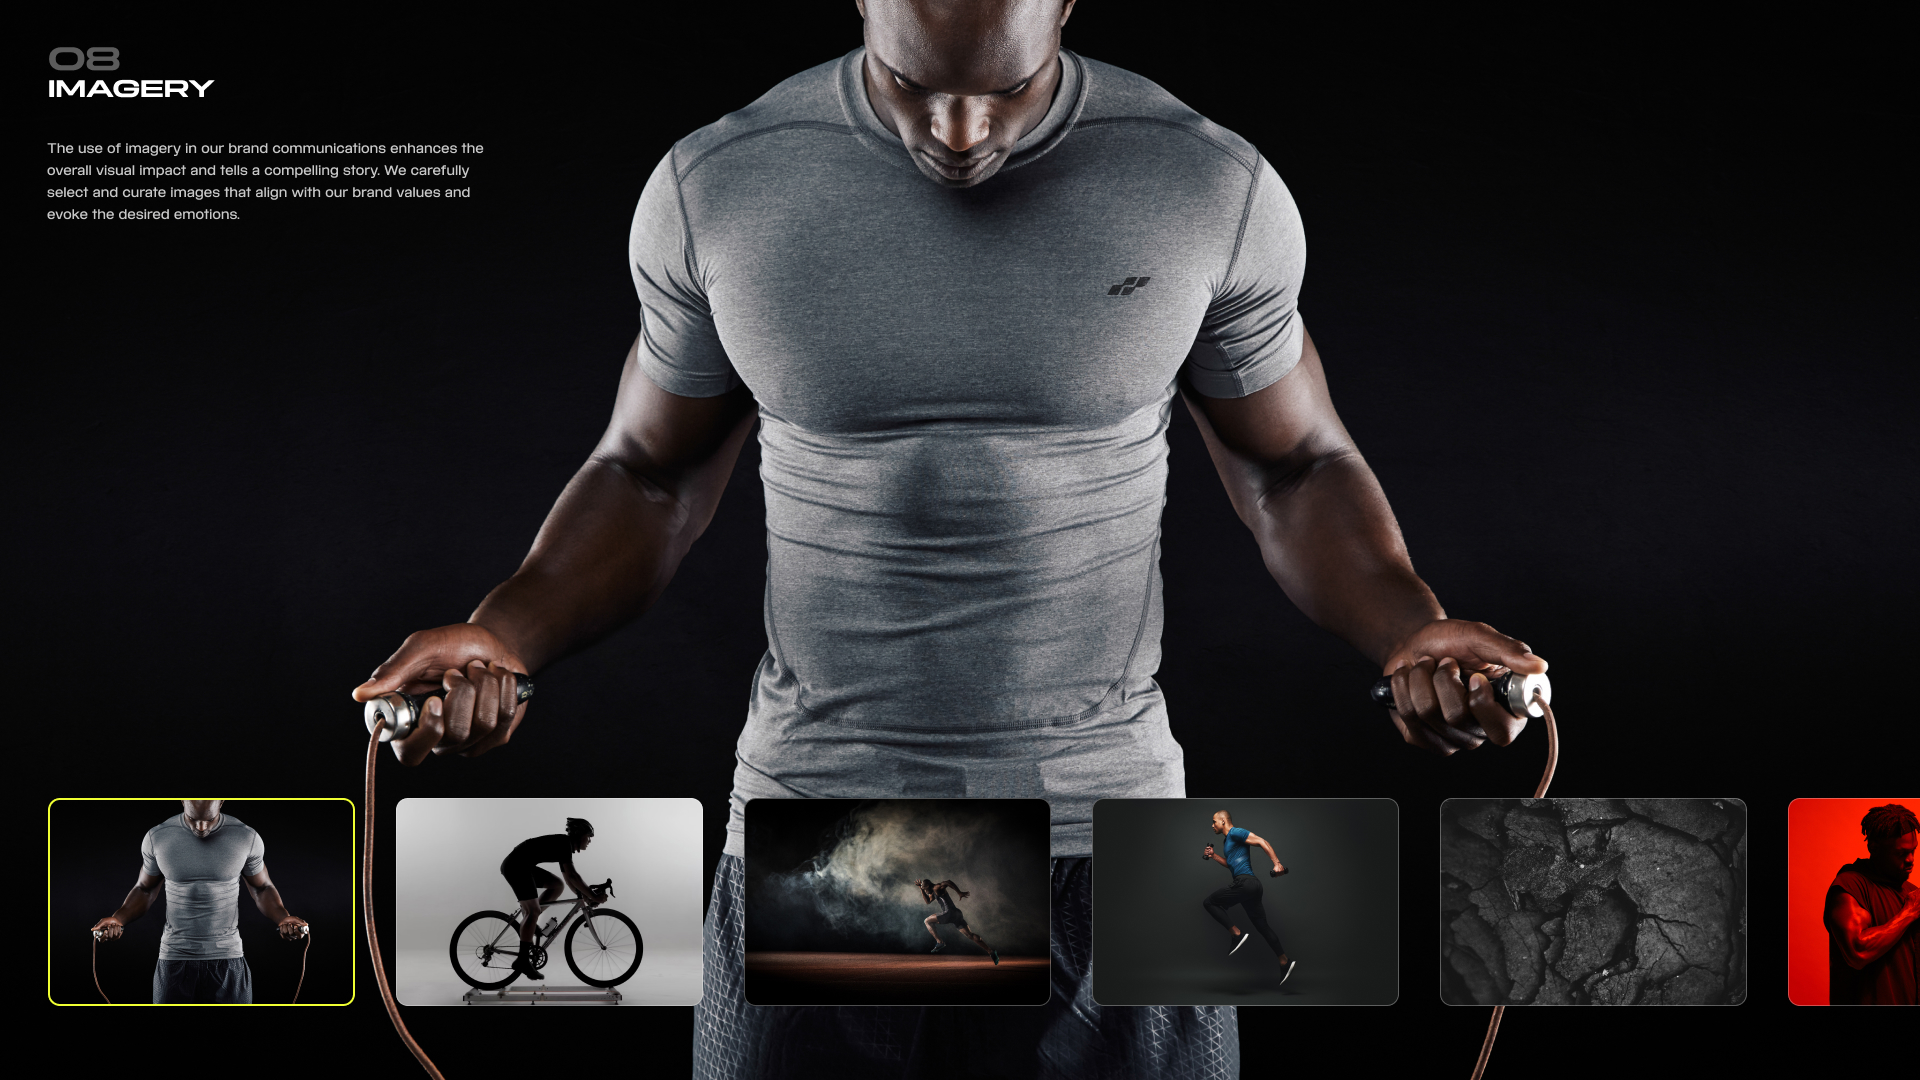 08
IMAGERY
The use of imagery in our brand communications enhances the
overall visual impact and tells a compelling story. We carefully
select and curate images that align with our brand values and
evoke the desired emotions.